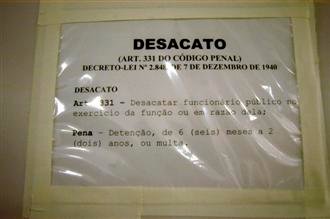 DESACATO
(ART. 331 DO CÓDIGO PENAL)
DECRETO-LEI Nº 2.848 DE 7 DE DEZEMBRO DE 1940
DESACATO
Art. 331 - Desacatar funcionário público no
exercício da função ou em razão dela;
Pena - Detenção, de 6 (seis) meses a 2
(dois) anos, ou multa.